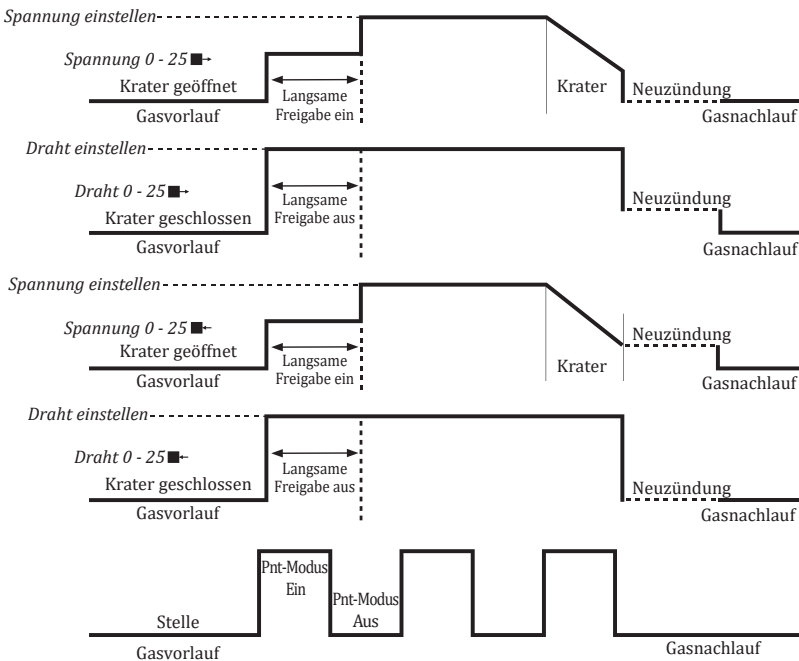 Spannung einstellen
Spannung 0 - 25
Krater geöffnet
Gasvorlauf
Langsame
Freigabe ein
Krater
Neuzündung
Gasnachlauf
Draht einstellen
Draht 0 - 25
Krater geschlossen
Gasvorlauf
Langsame
Freigabe aus
Neuzündung
Gasnachlauf
Spannung einstellen
Spannung 0 - 25
Krater geöffnet
Gasvorlauf
Langsame
Freigabe ein
Krater
Neuzündung
Gasnachlauf
Draht einstellen
Draht 0 - 25
Krater geschlossen
Gasvorlauf
Langsame
Freigabe aus
Neuzündung
Gasnachlauf
Pnt-Modus
Ein
Pnt-Modus
Aus
Stelle
Gasvorlauf
Gasnachlauf